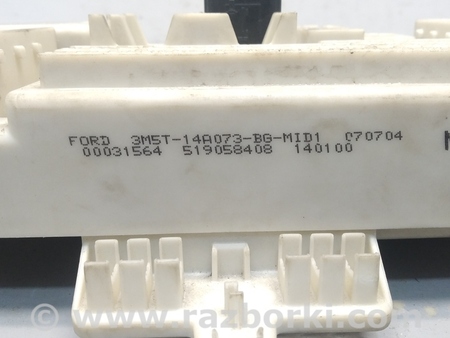 FORD 3M5T-14A073-BG-MID1 070704
00031564 519058408 140100
www.razborki.com